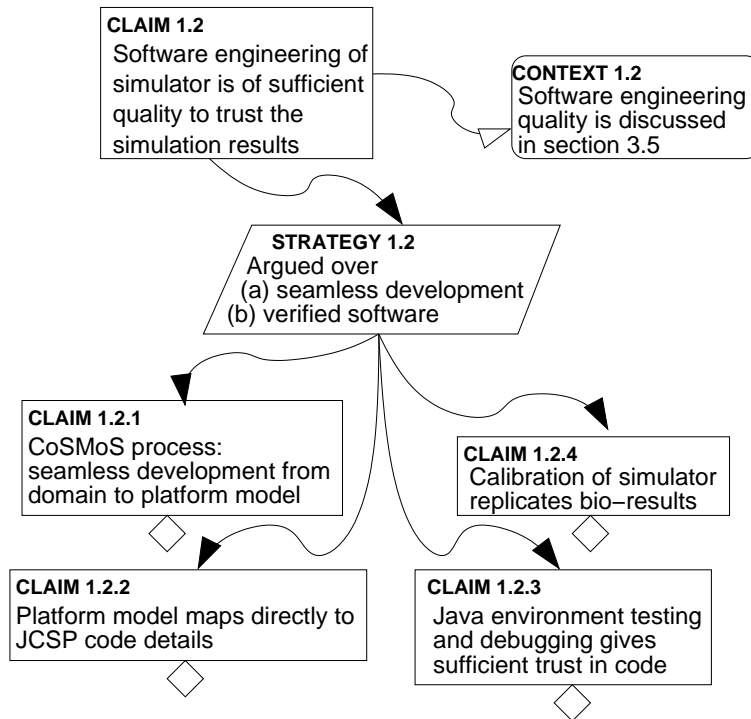 CLAIM 1.2
Software engineering of
simulator is of sufficient
quality to trust the
simulation results
CONTEXT 1.2
Software engineering
quality is discussed
in section 3.5
STRATEGY 1.2
Argued over
(a) seamless development
(b) verified software
CLAIM 1.2.1
CoSMoS process:
seamless development from
domain to platform model
CLAIM 1.2.4
Calibration of simulator
replicates bio−results
CLAIM 1.2.2
Platform model maps directly to
JCSP code details
CLAIM 1.2.3
Java environment testing
and debugging gives
sufficient trust in code